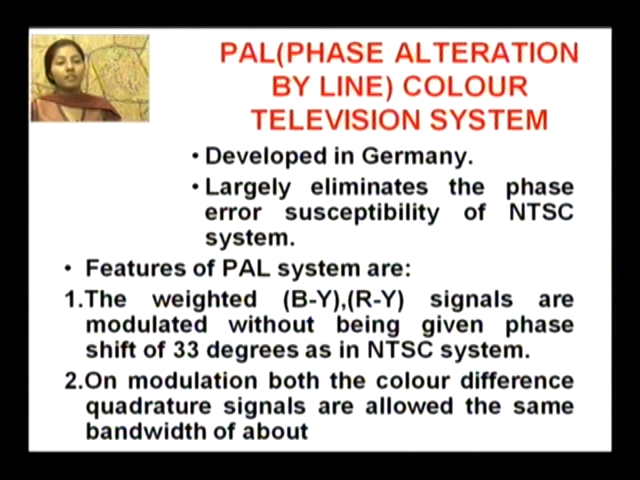 PAL(PHASE ALTERATION
BY LINE) COLOUR
TELEVISION SYSTEM
• Developed in Germany.
• Largely eliminates the phase
error susceptibility of NTSC
system.
• Features of PAL system are:
1.The weighted (B-Y),(R-Y) signals are
modulated without being given phase
shift of 33 degrees as in NTSC system.
2.On modulation both the colour difference
quadrature signals are allowed the same
bandwidth of about